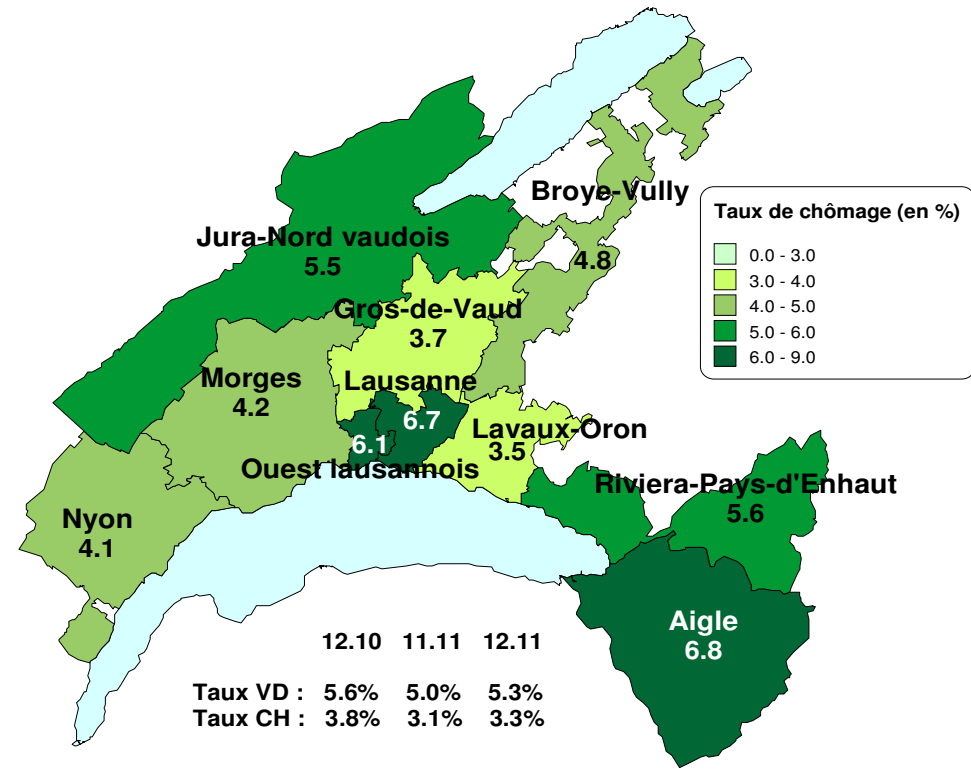 Broye-Vully
4.8
Jura-Nord vaudois
5.5
Gros-de-Vaud
3.7
Morges
4.2
Lausanne
6.7
6.1
Ouest lausannois
Lavaux-Oron
3.5
Riviera-Pays-d'Enhaut
5.6
Nyon
4.1
Aigle
6.8
Taux de chômage (en %)
0.0 - 3.0
3.0 - 4.0
4.0 - 5.0
5.0 - 6.0
6.0 - 9.0
12.10 11.11 12.11
Taux VD : 5.6% 5.0% 5.3%
Taux CH : 3.8% 3.1% 3.3%